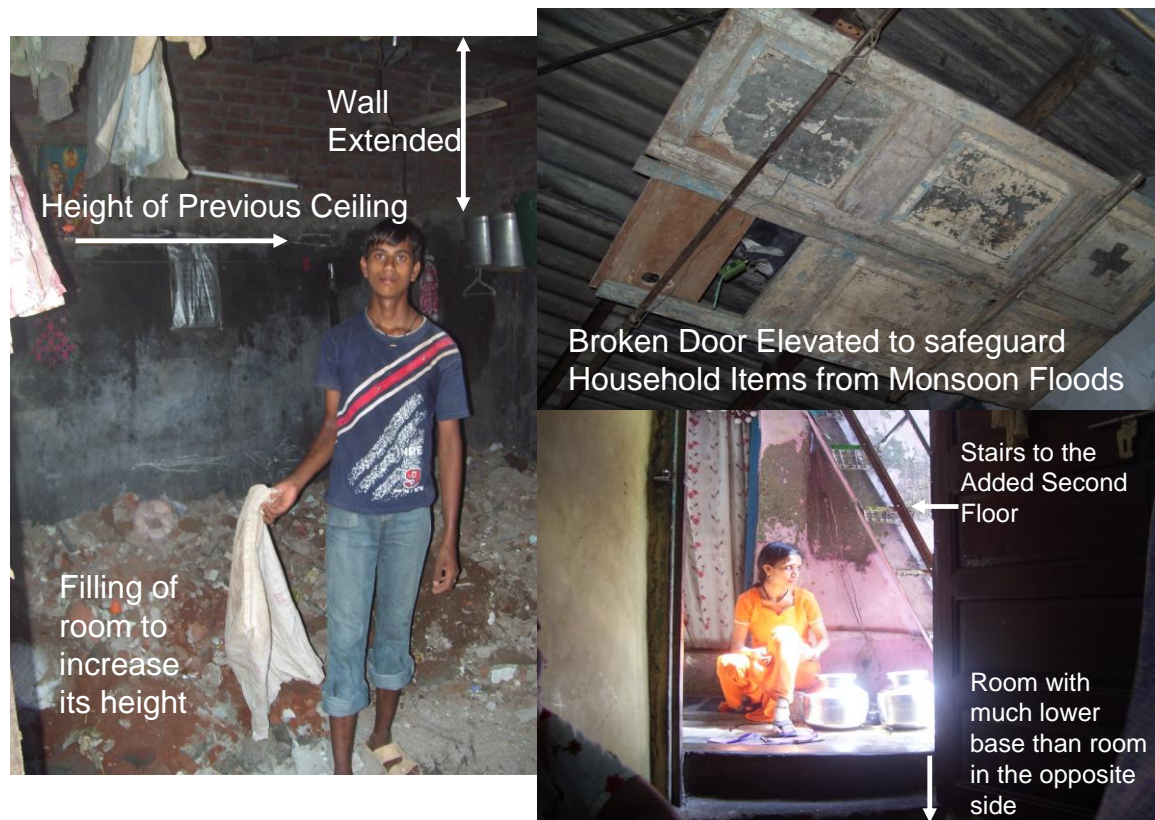 Wall
Extended
Height of Previous Ceiling
Filling of
room to
increase
its height
NRE
9
Broken Door Elevated to safeguard
Household Items from Monsoon Floods
Stairs to the
Added Second
Floor
Room with
much lower
base than room
in the opposite
side